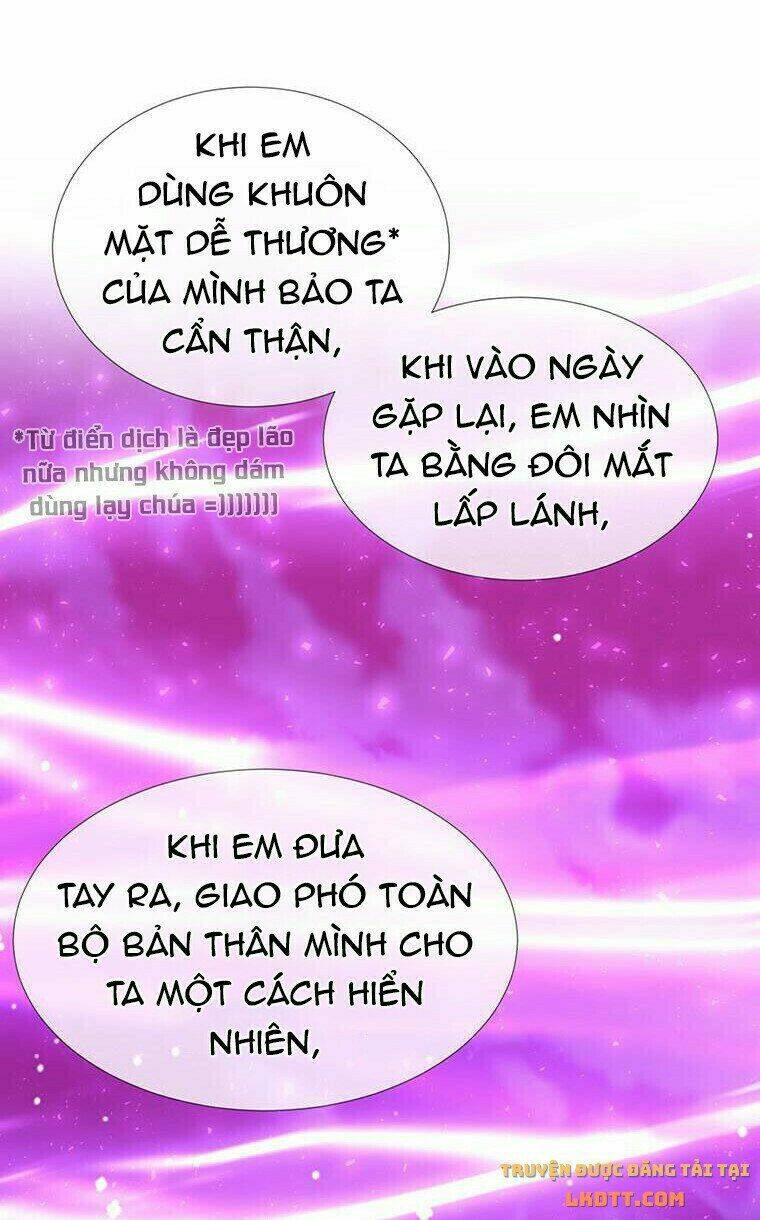 KHI EM
DÙNG KHUÔN
MẶT DỄ THƯƠNG*
CỦA MÌNH BẢO TA
CẨN THẬN,
KHI VÀO NGÀY
GẶP LẠI, EM NHÌN
TA BẰNG ĐÔI MẮT
LẤP LÁNH,
*Từ điển dịch là đẹp lão
nữa nhưng không dám
dùng lạy chúa =)))))))
KHI EM ĐƯA
TAY RA, GIAO PHÓ TOÀN
BỘ BẢN THÂN MÌNH CHO
TA MỘT CÁCH HIỂN
NHIÊN,
TRUYỆN ĐƯỢC ĐĂNG TẢI TẠI
LKDTT.COM